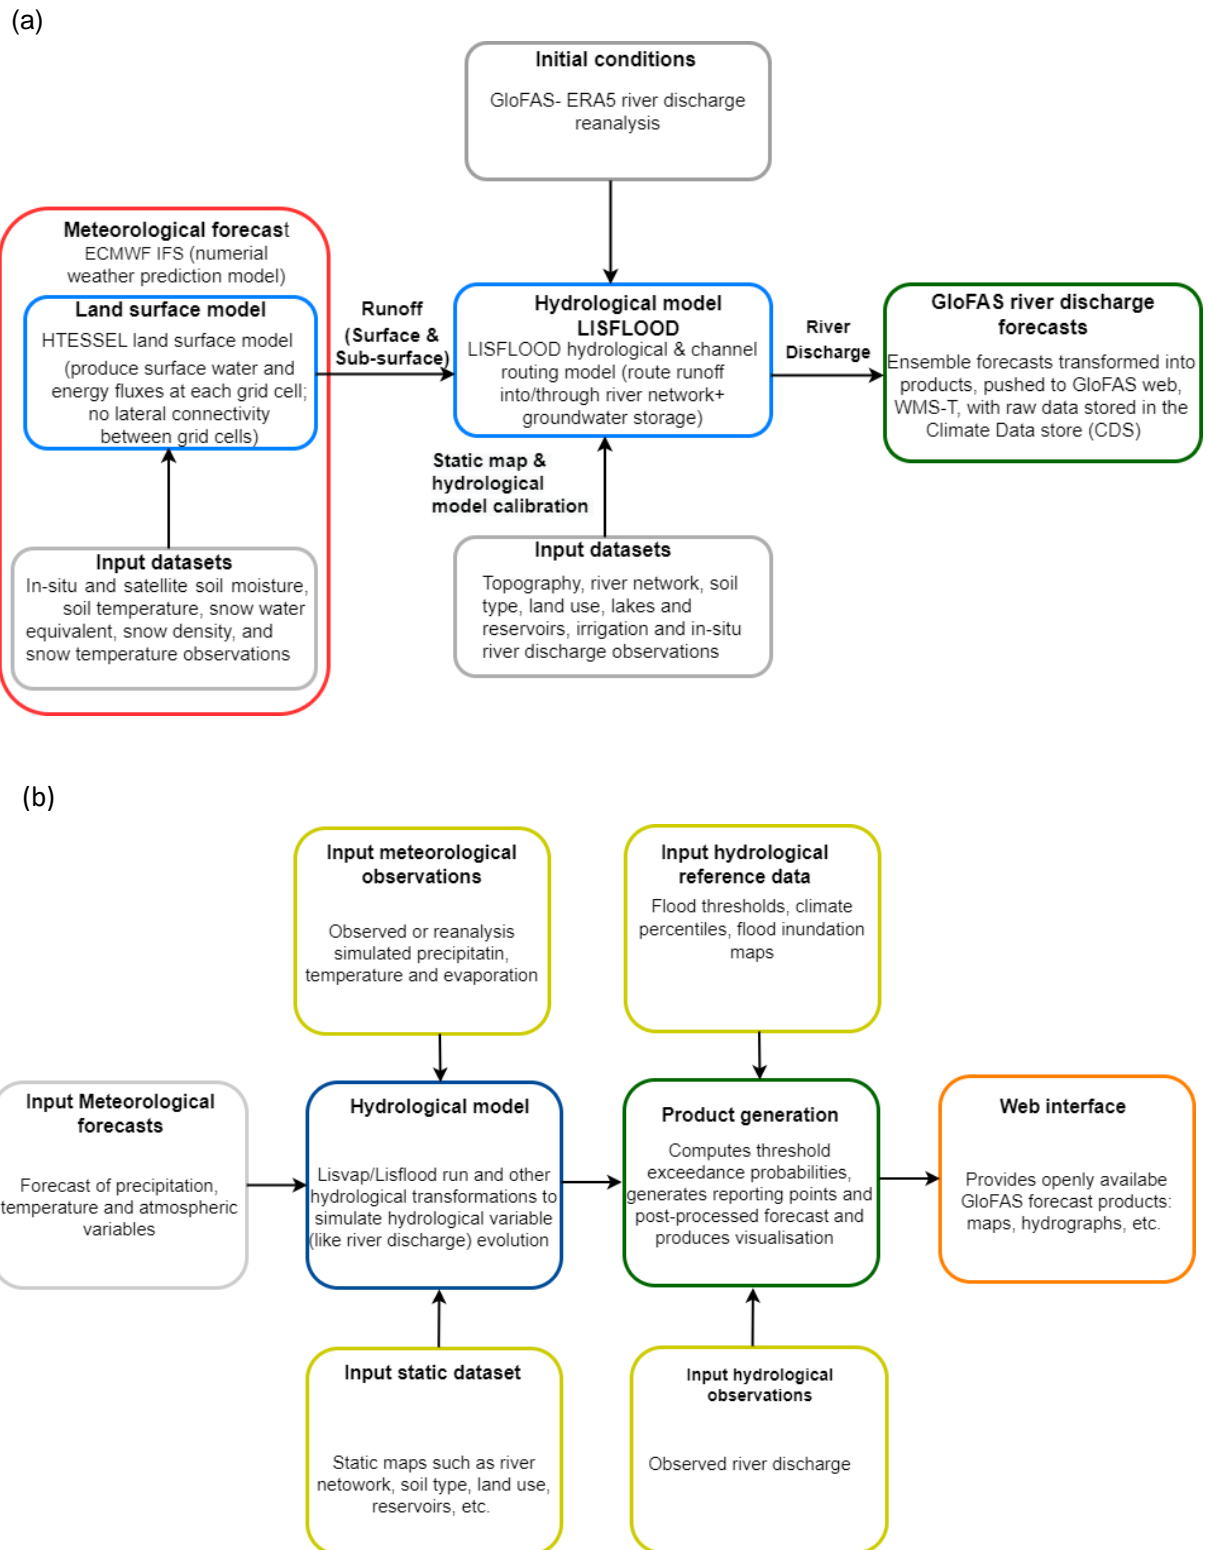 (a)
Initial conditions
GloFAS- ERA5 river discharge
reanalysis
Meteorological forecast
ECMWF IFS (numerial
weather prediction model)
Land surface model
HTESSEL land surface model
(produce surface water and
energy fluxes at each grid cell;
no lateral connectivity
between grid cells)
Input datasets
In-situ and satellite soil moisture,
soil temperature, snow water
equivalent, snow density, and
snow temperature observations
Runoff
(Surface &
Sub-surface)
Hydrological model
LISFLOOD
LISFLOOD hydrological & channel
routing model (route runoff
into/through river network+
groundwater storage)
Static map &
hydrological
model calibration
Input datasets
Topography, river network, soil
type, land use, lakes and
reservoirs, irrigation and in-situ
river discharge observations
River
Discharge
GloFAS river discharge
forecasts
Ensemble forecasts transformed into
products, pushed to GloFAS web,
WMS-T, with raw data stored in the
Climate Data store (CDS)
(b)
Input meteorological
observations
Observed or reanalysis
simulated precipitatin,
temperature and evaporation
Input hydrological
reference data
Flood thresholds, climate
percentiles, flood inundation
maps
Input Meteorological
forecasts
Forecast of precipitation,
temperature and atmospheric
variables
Hydrological model
Lisvap/Lisflood run and other
hydrological transformations to
simulate hydrological variable
(like river discharge) evolution
Product generation
Computes threshold
exceedance probabilities,
generates reporting points and
post-processed forecast and
produces visualisation
Web interface
Provides openly availabe
GloFAS forecast products:
maps, hydrographs, etc.
Input static dataset
Static maps such as river
netowork, soil type, land use,
reservoirs, etc.
Input hydrological
observations
Observed river discharge